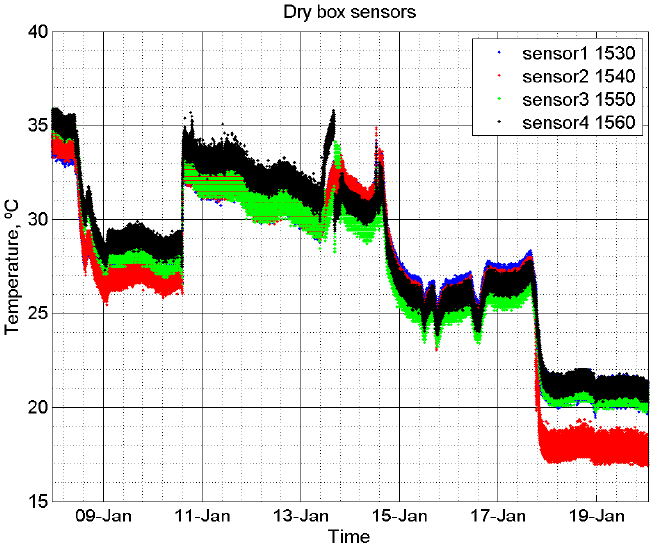 Dry box sensors
40
35
30
25
20
15
Temperature, ºC
sensor1 1530
sensor2 1540
sensor3 1550
sensor4 1560
09-Jan 11-Jan 13-Jan 15-Jan 17-Jan 19-Jan
Time